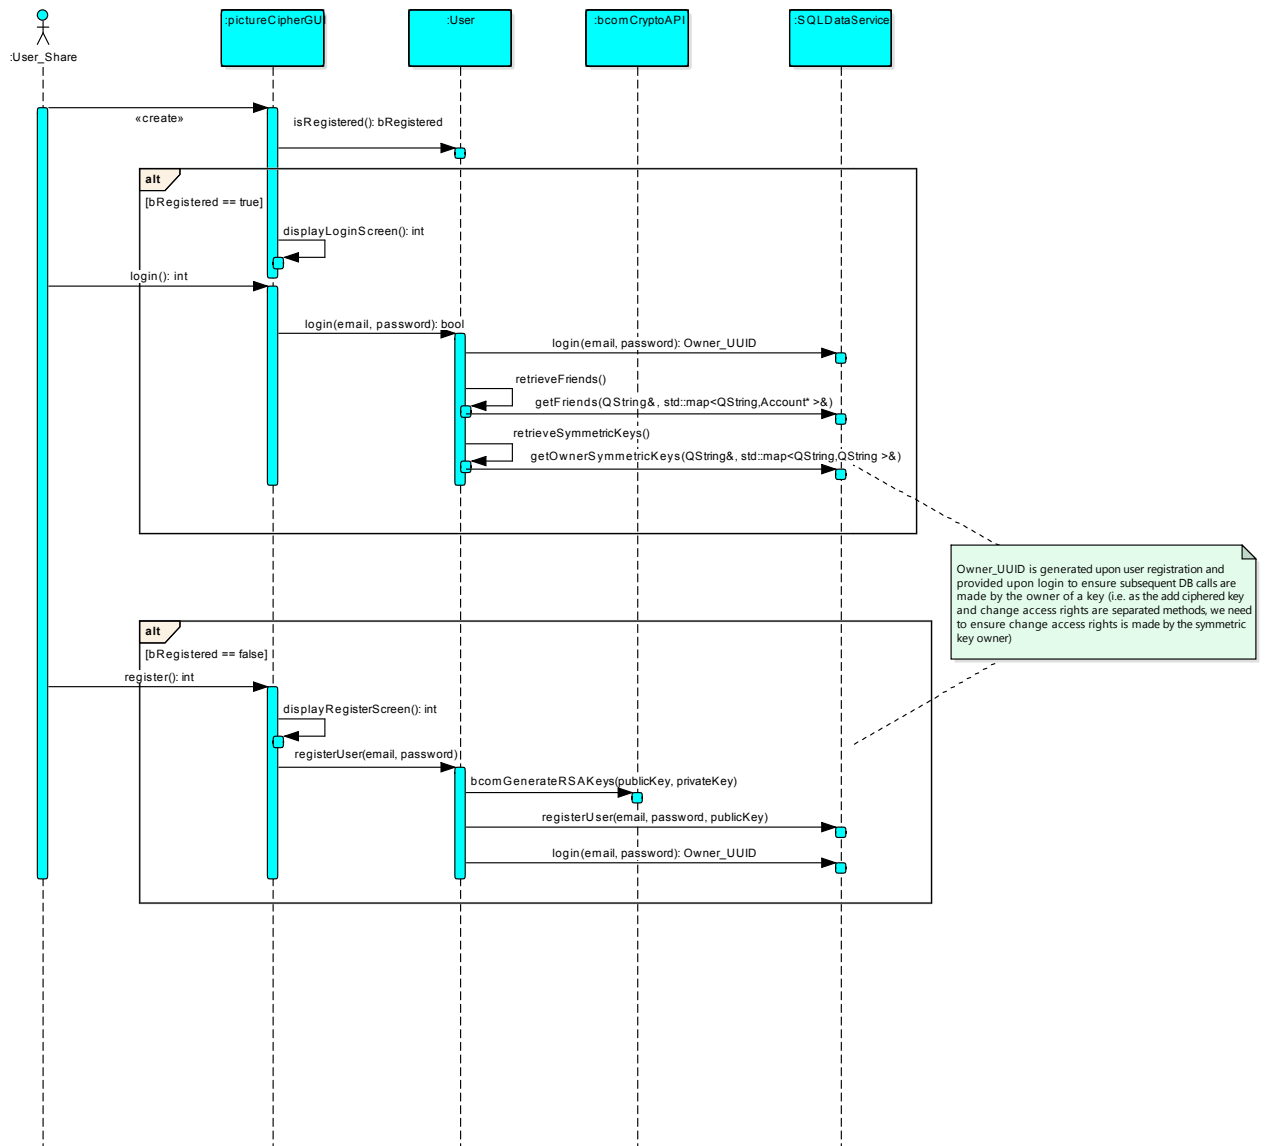 :User_Share
:pictureCipherGUI
:User
:bcomCryptoAPI
:SQLDataService
«create»
isRegistered(): bRegistered
alt
[bRegistered == true]
displayLoginScreen(): int
login(): int
login(email, password): bool
login(email, password): Owner_UUID
retrieveFriends()
getFriends(QString&, std::map<QString,Account* >&)
retrieveSymmetricKeys()
getOwnerSymmetricKeys(QString&, std::map<QString,QString >&)
Owner_UUID is generated upon user registration and
provided upon login to ensure subsequent DB calls are
made by the owner of a key (i.e. as the add ciphered key
and change access rights are separated methods, we need
to ensure change access rights is made by the symmetric
key owner)
alt
[bRegistered == false]
register(): int
displayRegisterScreen(): int
registerUser(email, password)
bcomGenerateRSAKeys(publicKey, privateKey)
registerUser(email, password, publicKey)
login(email, password): Owner_UUID